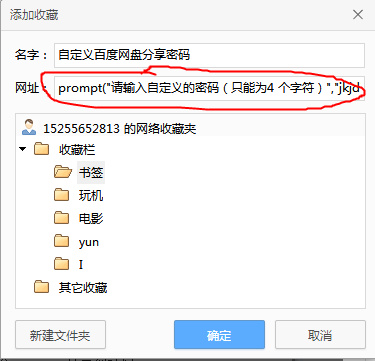 添加收藏
名字：自定义百度网盘分享密码
网址：prompt("请输入自定义的密码（只能为4 个字符）","jkjd
15255652813 的网络收藏夹
收藏栏
书签
玩机
电影
yun
I
其它收藏
新建文件夹 确定 取消